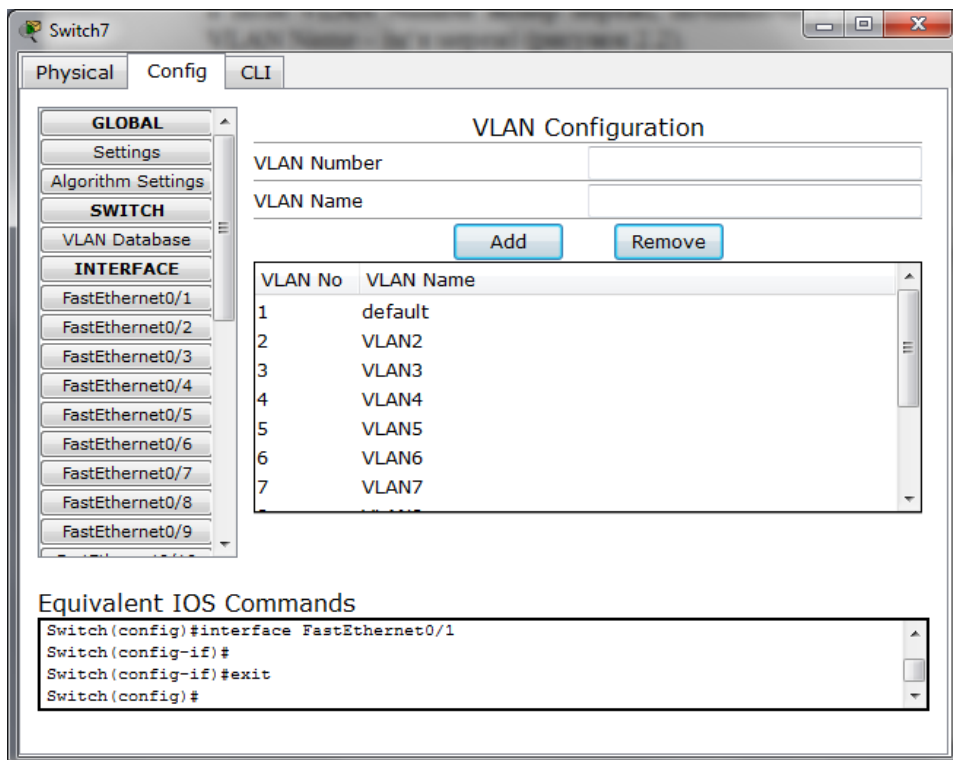 Switch7
Physical
Config
CLI
GLOBAL
Settings
Algorithm Settings
SWITCH
VLAN Database
INTERFACE
FastEthernet0/1
FastEthernet0/2
FastEthernet0/3
FastEthernet0/4
FastEthernet0/5
FastEthernet0/6
FastEthernet0/7
FastEthernet0/8
FastEthernet0/9
VLAN Configuration
VLAN Number
VLAN Name
Add
Remove
VLAN No VLAN Name
1 default
2 VLAN2
3 VLAN3
4 VLAN4
5 VLAN5
6 VLAN6
7 VLAN7
Equivalent IOS Commands
Switch(config)#interface FastEthernet0/1
Switch(config-if)#
Switch(config-if)#exit
Switch(config)#